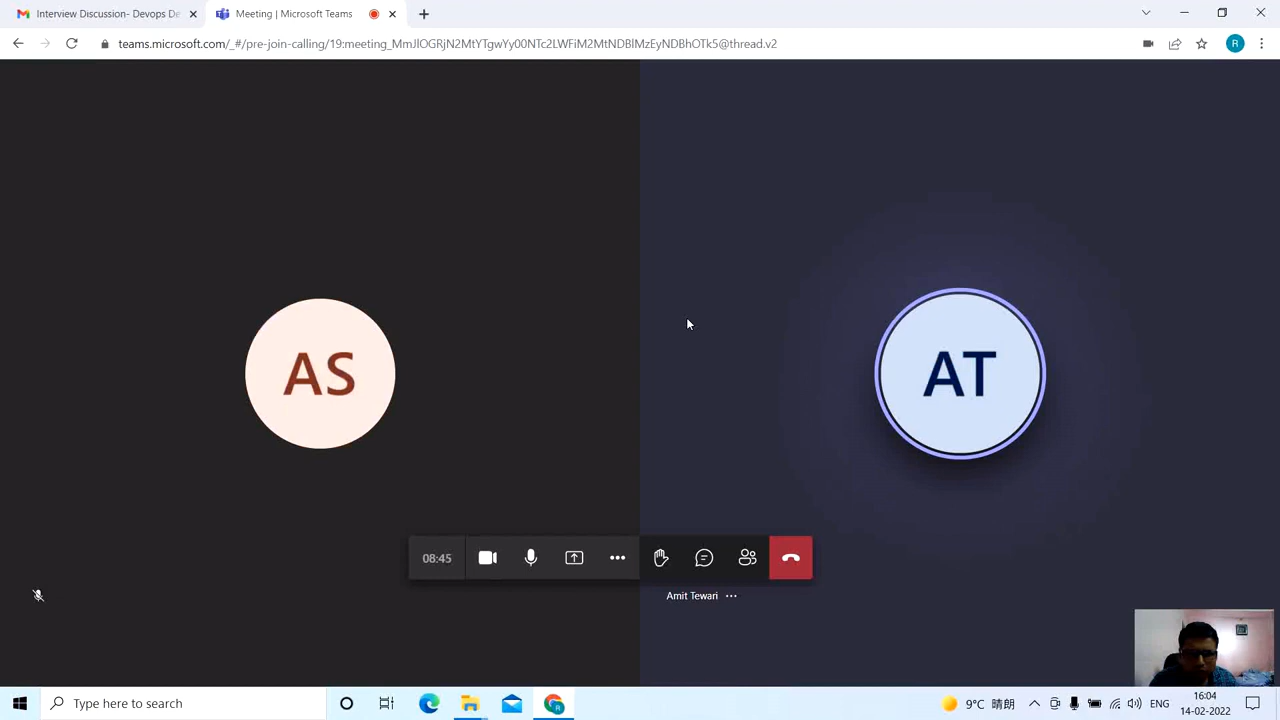 Interview Discussion- Devops De
Meeting | Microsoft Teams
teams.microsoft.com/_#/pre-join-calling/19:meeting_MmJlOGRjN2MtYTgwYy00NTc2LWFiM2MtNDBlMzEyNDBhOTk5@thread.v2
R
AS
AT
08:45
Amit Tewari
Type here to search
R
9°C 晴朗
ENG
16:04
14-02-2022